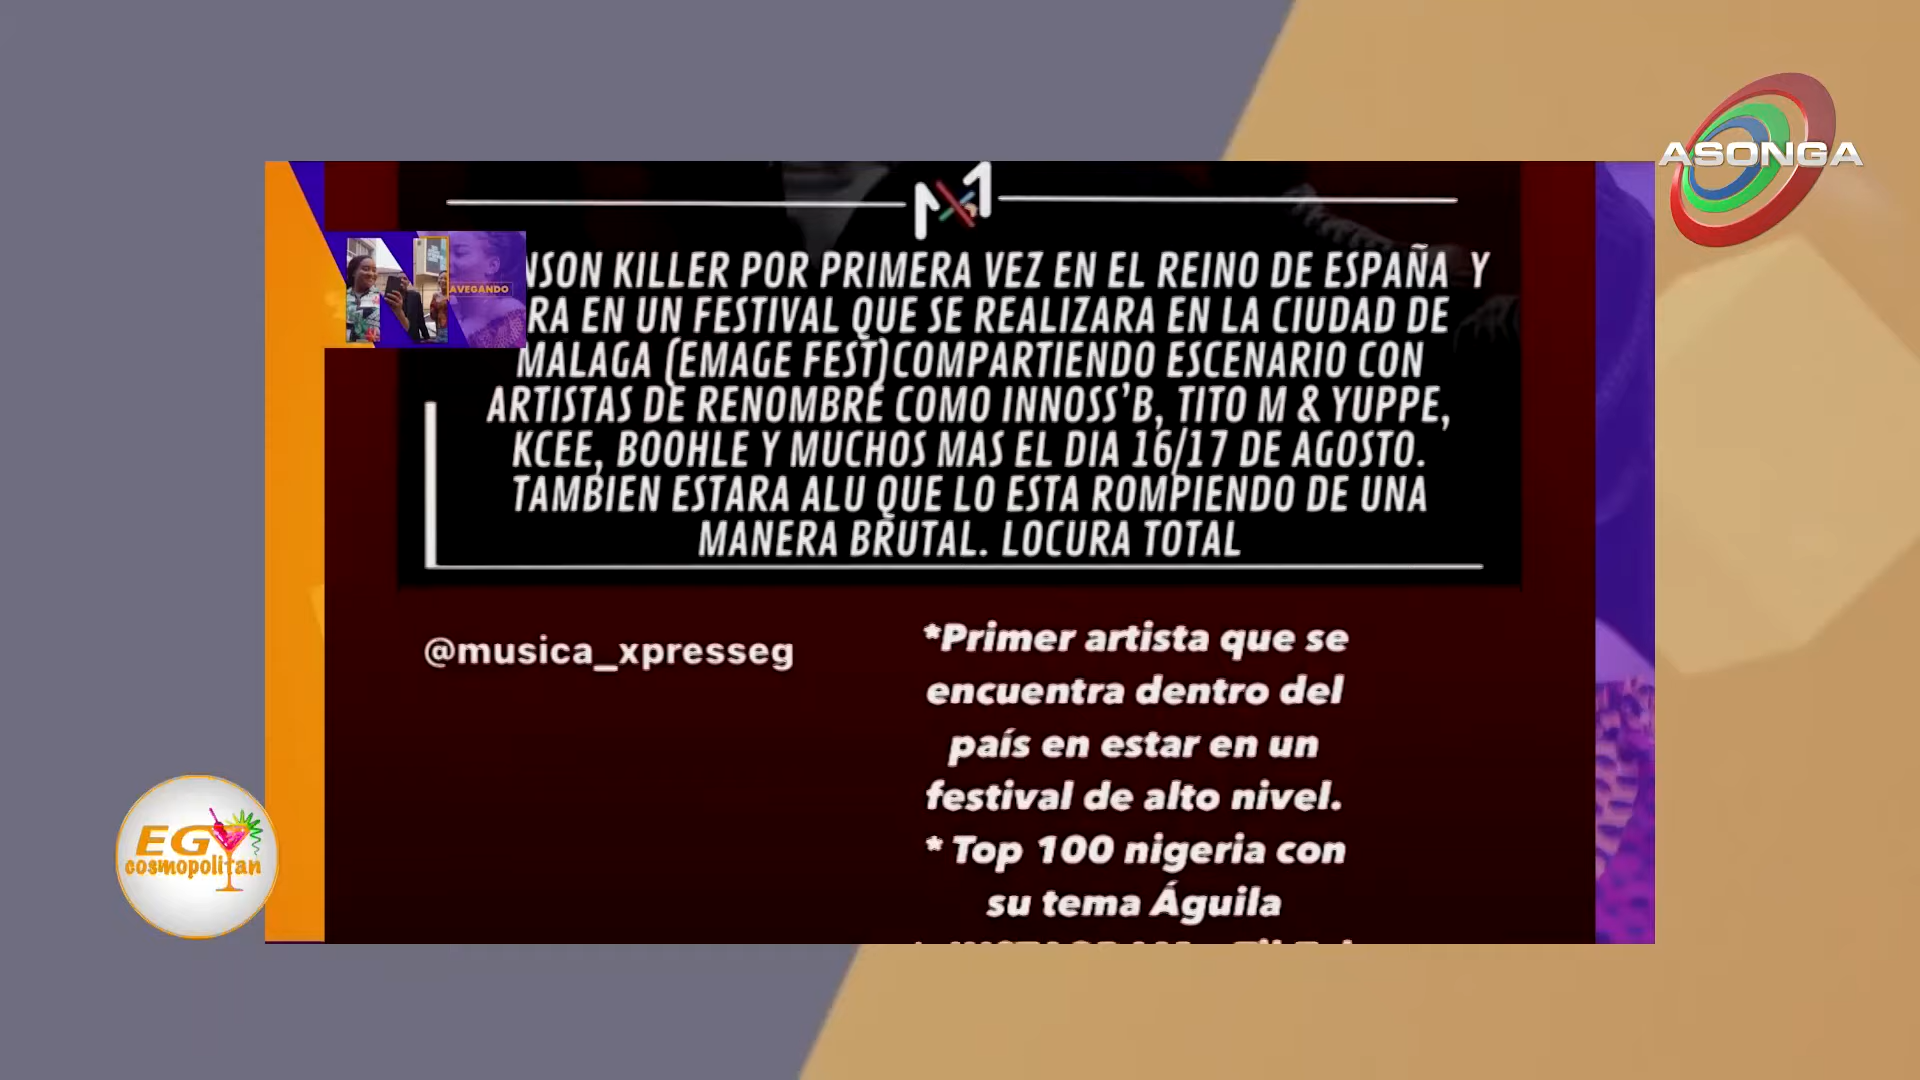 ASONGA
NSON KILLER POR PRIMERA VEZ EN EL REINO DE ESPAÑA Y
AVEGANDO
RA EN UN FESTIVAL QUE SE REALIZARA EN LA CIUDAD DE
MALAGA (EMAGE FEST)COMPARTIENDO ESCENARIO CON
ARTISTAS DE RENOMBRE COMO INNOSS'B, TITO M & YUPPE,
KCEE, BOOHLE Y MUCHOS MAS EL DIA 16/17 DE AGOSTO.
TAMBIEN ESTARA ALU QUE LO ESTA ROMPIENDO DE UNA
MANERA BRUTAL. LOCURA TOTAL
@musica_xpresseg
*Primer artista que se
encuentra dentro del
país en estar en un
festival de alto nivel.
* Top 100 nigeria con
su tema Águila
EG
cosmopolitan